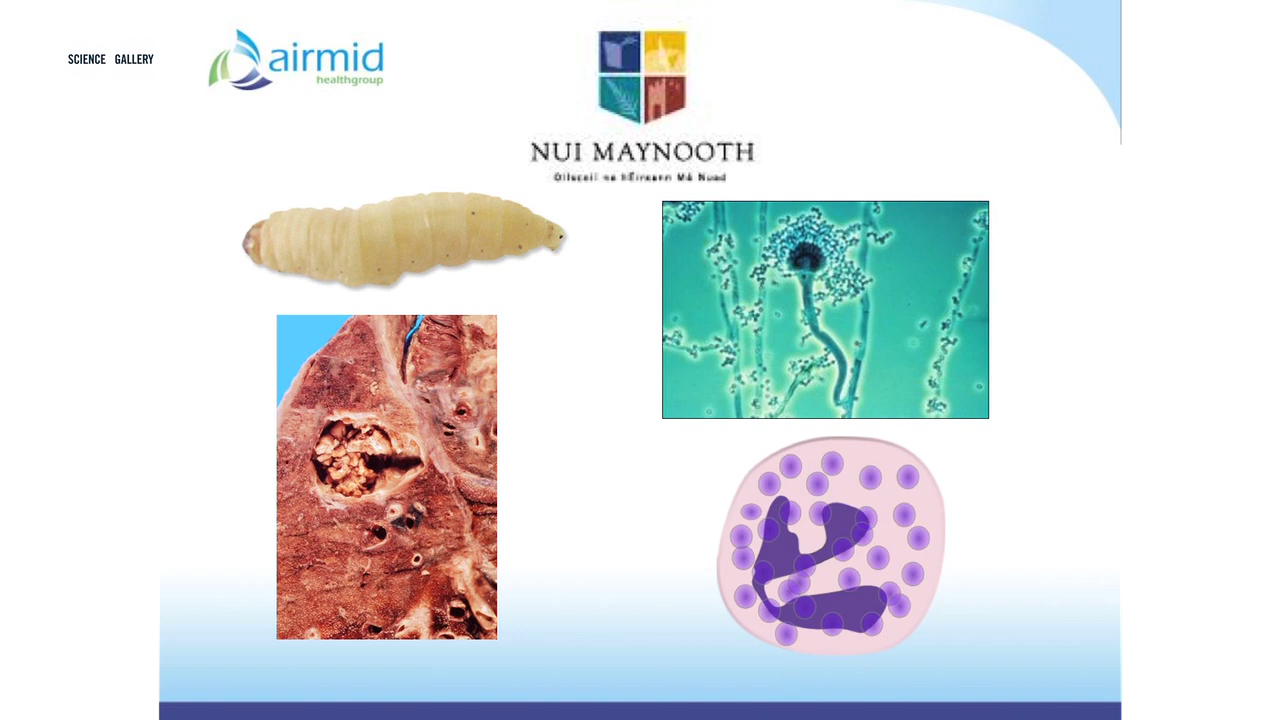 SCIENCE GALLERY
airmid
healthgroup
NUI MAYNOOTH
Ollscoil na hÉireann Má Nuad